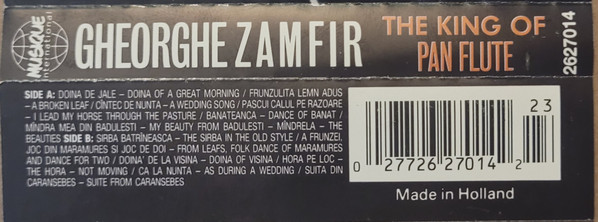 MUSIQUE
international
GHEORGHE ZAMFIR
THE KING OF
PAN FLUTE
2627014
SIDE A: DOINA DE JALE – DOINA OF A GREAT MORNING / FRUNZULITA LEMN ADUS
– A BROKEN LEAF / CÎNTEC DE NUNTA – A WEDDING SONG / PASCUI CALUL PE RAZOARE
– I LEAD MY HORSE THROUGH THE PASTURE / BANATEANCA – DANCE OF BANAT /
MÎNDRA MEA DIN BADULESTI – MY BEAUTY FROM BADULESTI – MÎNDRELA – THE
BEAUTIES SIDE B: SIRBA BATRÎNEASCA – THE SIRBA IN THE OLD STYLE / A FRUNZEI,
JOC DIN MARAMURES SI JOC DE DOI – FROM LEAFS, FOLK DANCE OF MARAMURES
AND DANCE FOR TWO / DOINA' DE LA VISINA – DOINA OF VISINA / HORA PE LOC –
THE HORA – NOT MOVING / CA LA NUNTA – AS DURING A WEDDING / SUITA DIN
CARANSEBES – SUITE FROM CARANSEBES
23
0 27726 27014 2
Made in Holland